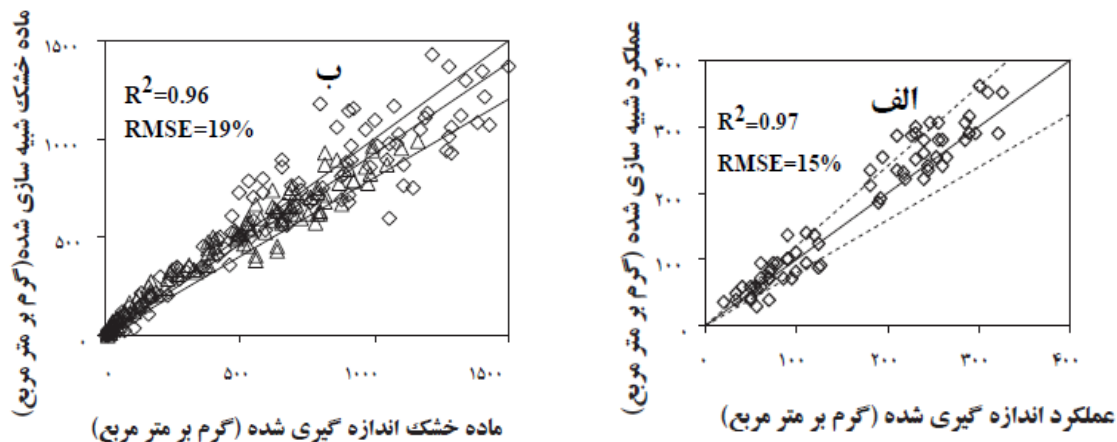 ماده خشک شبیه سازی شده(گرم بر متر مربع)
۱۵۰۰
۱۰۰۰
۵۰۰
۰
ب
R²=0.96
RMSE=19%
۰ ۵۰۰ ۱۰۰۰ ۱۵۰۰
ماده خشک اندازه گیری شده (گرم بر متر مربع)
عملکرد شبیه سازی شده (گرم بر متر مربع)
۴۰۰
۳۰۰
۲۰۰
۱۰۰
۰
الف
R²=0.97
RMSE=15%
۰ ۱۰۰ ۲۰۰ ۳۰۰ ۴۰۰
عملکرد اندازه گیری شده (گرم بر متر مربع)